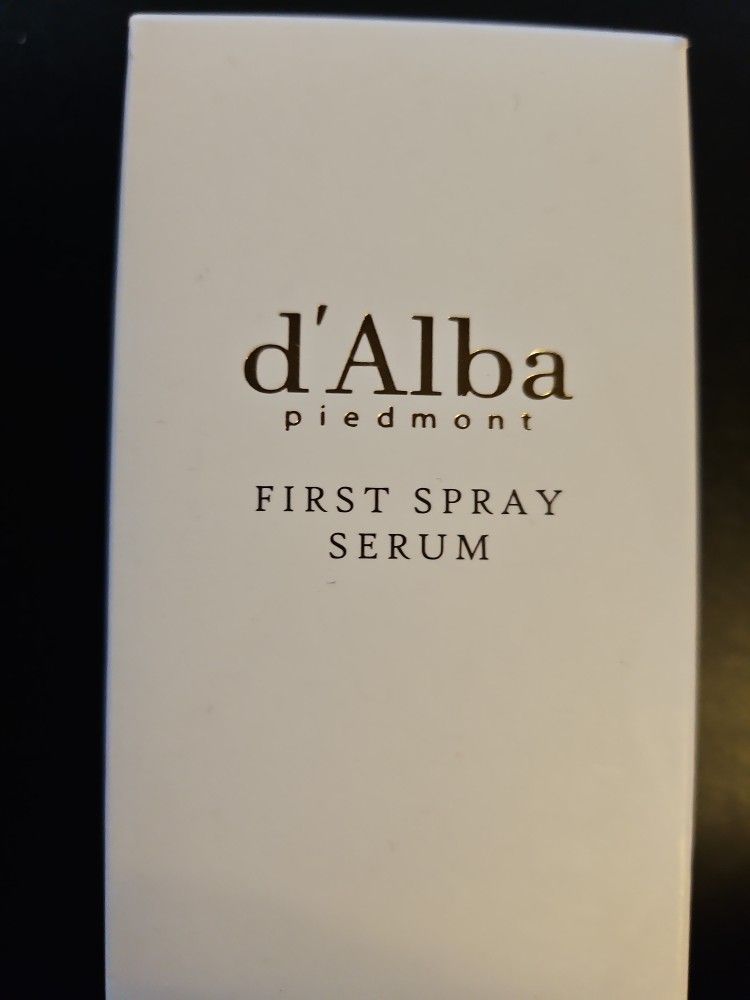 d'Alba
piedmont
FIRST SPRAY
SERUM